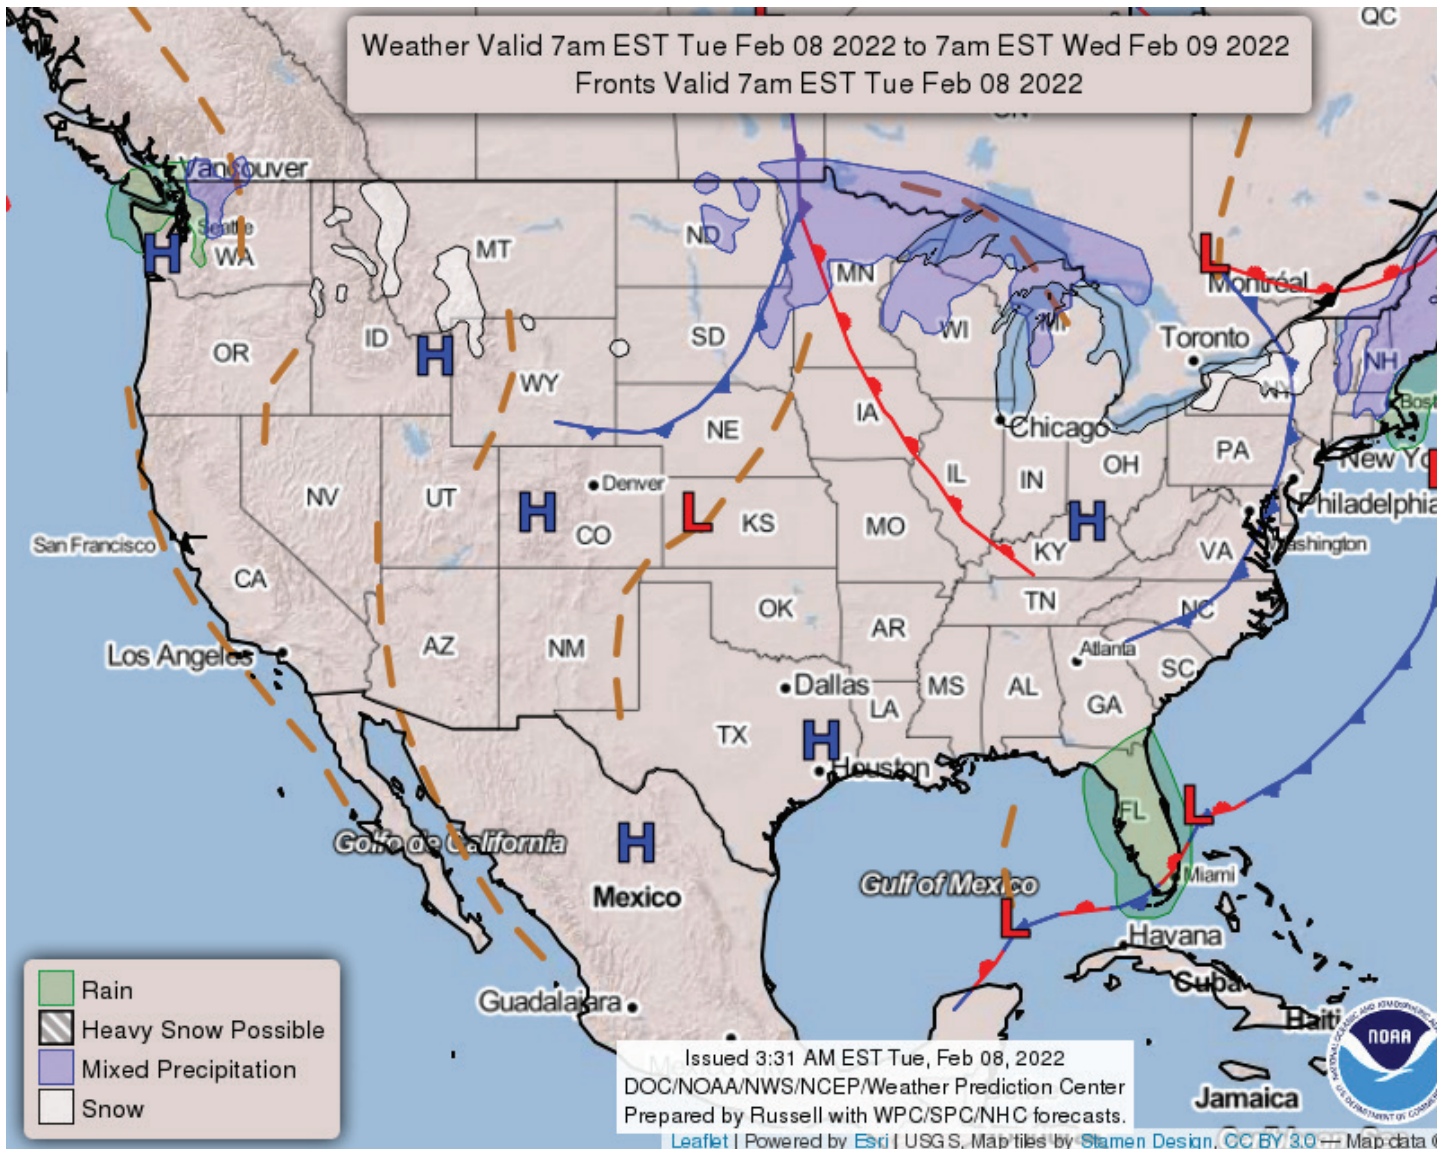 QC
Weather Valid 7am EST Tue Feb 08 2022 to 7am EST Wed Feb 09 2022
Fronts Valid 7am EST Tue Feb 08 2022
Vancouver
Seattle
WA
H
MT
ND
MN
L
Montréal
OR
ID
H
WY
SD
WI
MI
Toronto
NY
NH
NE
IA
Chicago
PA
New Yo
NV
UT
H
Denver
CO
L
KS
MO
IL
IN
OH
H
Philadelphia
San Francisco
CA
KY
VA
Washington
AZ
NM
OK
AR
TN
NC
Atlanta
Los Angeles
Dallas
LA
MS
AL
GA
SC
TX
H
Houston
FL
L
Golfo de California
H
Mexico
Gulf of Mexico
Miami
L
Havana
Cuba
Guadalajara
Haiti
Jamaica
Rain
Heavy Snow Possible
Mixed Precipitation
Snow
Issued 3:31 AM EST Tue, Feb 08, 2022
DOC/NOAA/NWS/NCEP/Weather Prediction Center
Prepared by Russell with WPC/SPC/NHC forecasts.
NOAA
Leaflet | Powered by Esri | USGS, Map tiles by Stamen Design, CC BY 3.0 — Map data ©